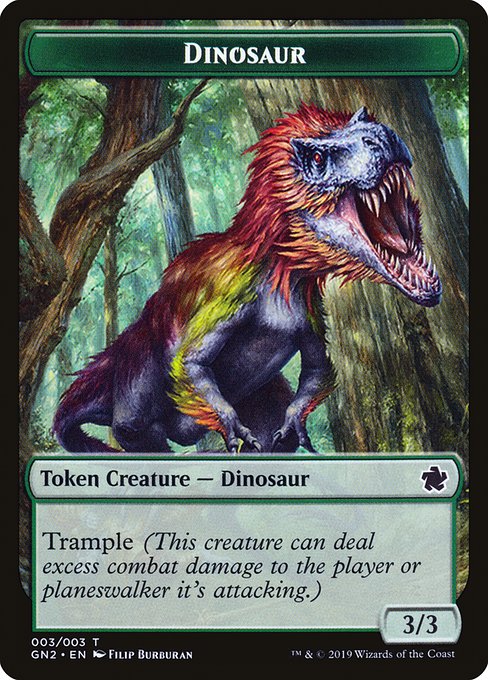 Dinosaur
Token Creature — Dinosaur
Trample (This creature can deal
excess combat damage to the player or
planeswalker it's attacking.)
3/3
003/003 T
GN2 • EN Filip Burburan
™ & © 2019 Wizards of the Coast